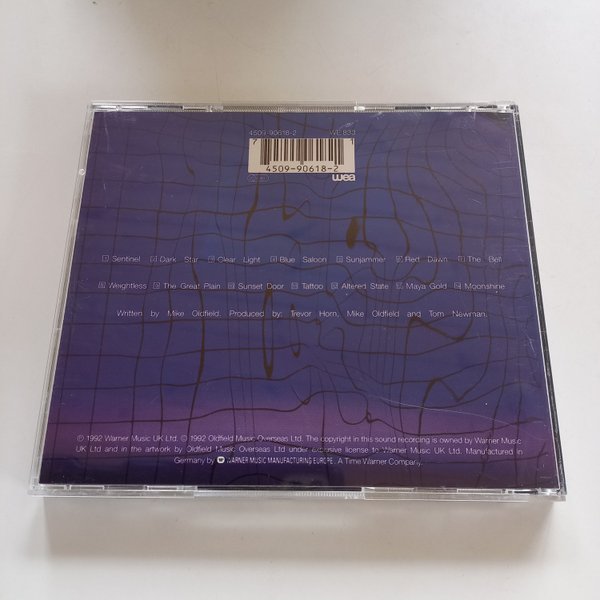 4509-90618-2 WE 833
7 1
4509-90618-2
wea
1 Sentinel 2 Dark Star 3 Clear Light 4 Blue Saloon 5 Sunjammer 6 Red Dawn 7 The Bell
8 Weightless 9 The Great Plain 10 Sunset Door 11 Tattoo 12 Altered State 13 Maya Gold 14 Moonshine
Written by Mike Oldfield. Produced by Trevor Horn, Mike Oldfield and Tom Newman.
℗ 1992 Warner Music UK Ltd. © 1992 Oldfield Music Overseas Ltd. The copyright in this sound recording is owned by Warner Music
UK Ltd and in the artwork by Oldfield Music Overseas Ltd under exclusive license to Warner Music UK Ltd. Manufactured in
Germany by WARNER MUSIC MANUFACTURING EUROPE. A Time Warner Company.